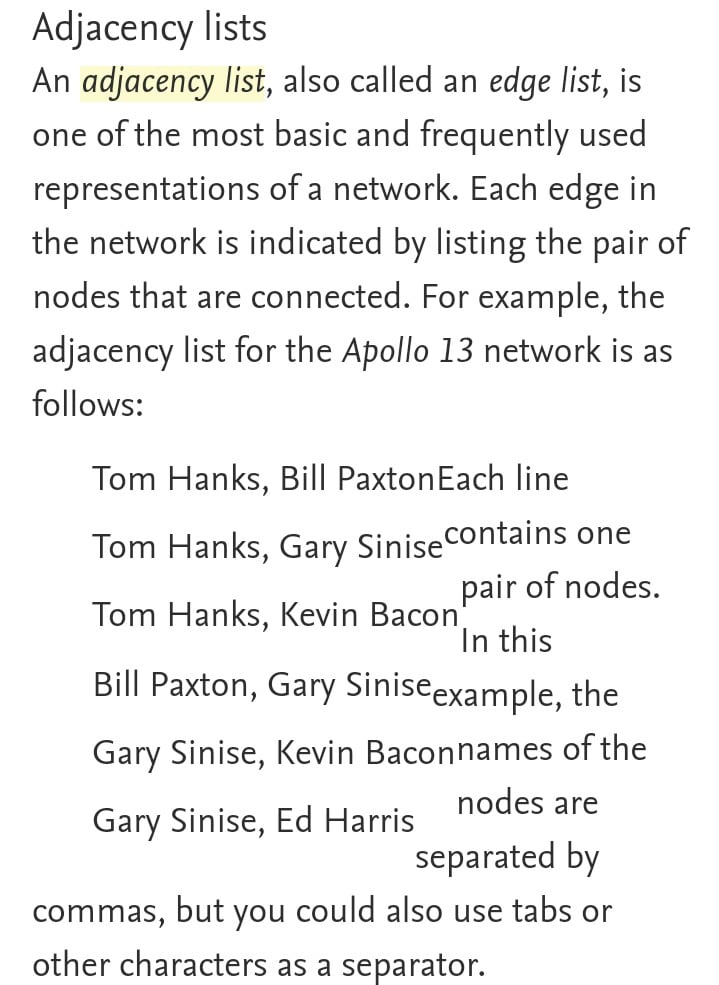 Adjacency lists
An adjacency list, also called an edge list, is
one of the most basic and frequently used
representations of a network. Each edge in
the network is indicated by listing the pair of
nodes that are connected. For example, the
adjacency list for the Apollo 13 network is as
follows:
Tom Hanks, Bill Paxton
Tom Hanks, Gary Sinise
Tom Hanks, Kevin Bacon
Bill Paxton, Gary Sinise
Gary Sinise, Kevin Bacon
Gary Sinise, Ed Harris
Each line
contains one
pair of nodes.
In this
example, the
names of the
nodes are
separated by
commas, but you could also use tabs or
other characters as a separator.